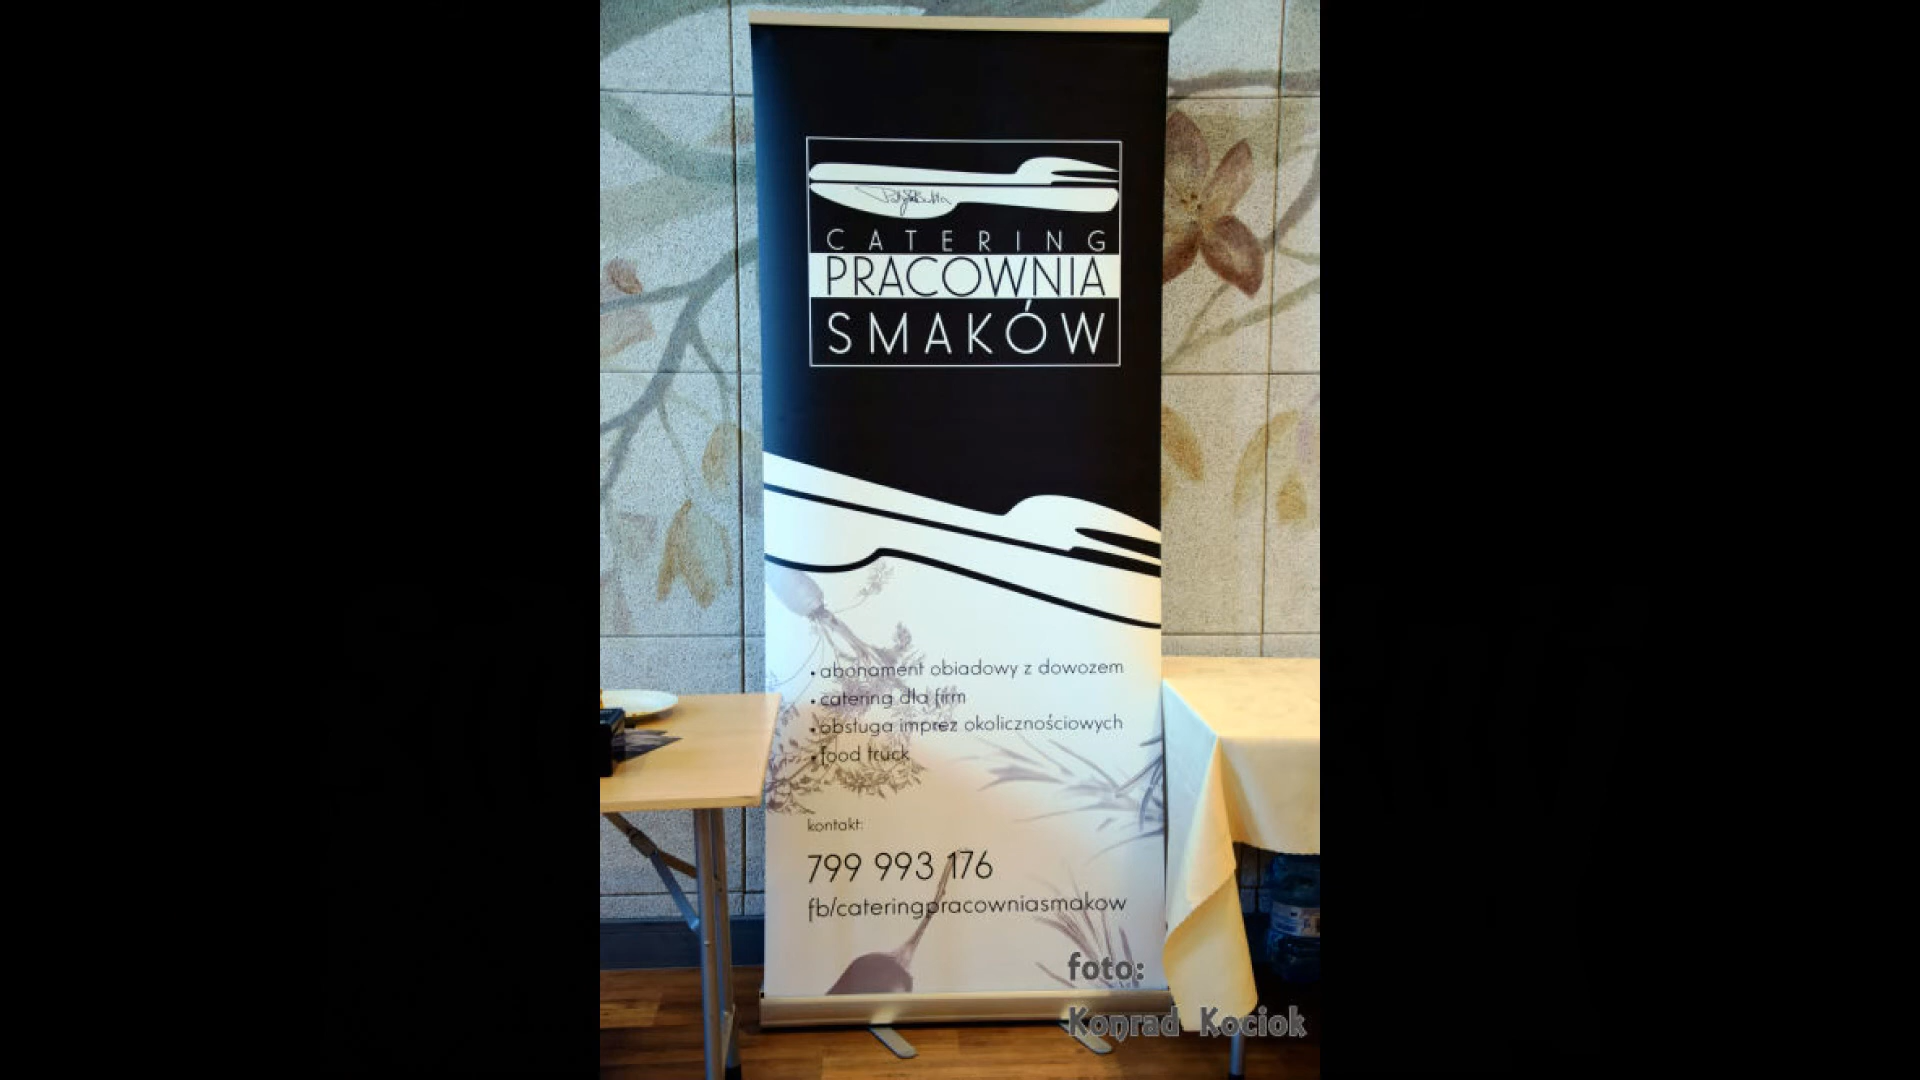 CATERING
PRACOWNIA
SMAKÓW
• abonament obiadowy z dowozem
• catering dla firm
• obsługa imprez okolicznościowych
• food truck
kontakt:
799 993 176
fb/cateringpracowniasmakow
foto:
Konrad Kociok